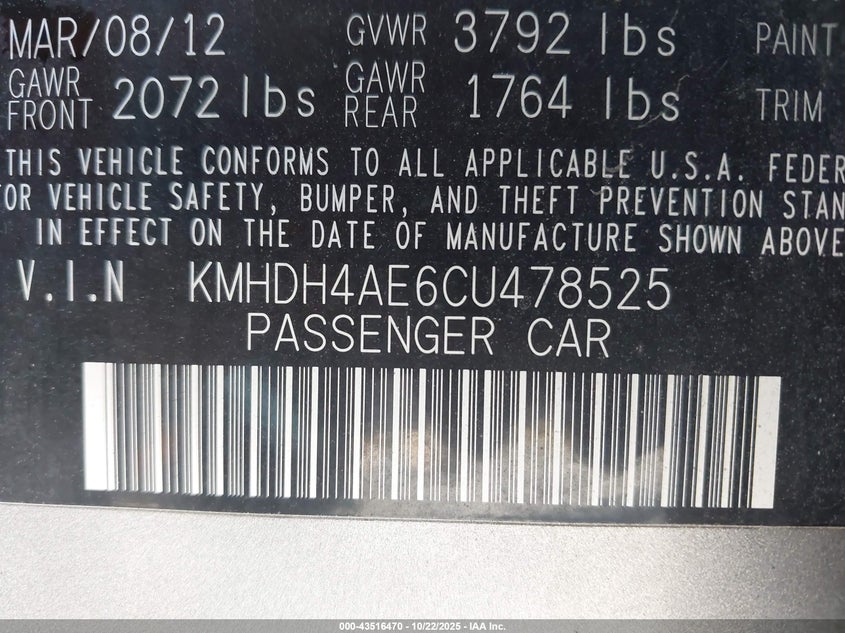 MAR/08/12 GVWR 3792 lbs PAINT
GAWR FRONT 2072 lbs GAWR REAR 1764 lbs TRIM
THIS VEHICLE CONFORMS TO ALL APPLICABLE U.S.A. FEDER
OR VEHICLE SAFETY, BUMPER, AND THEFT PREVENTION STAN
IN EFFECT ON THE DATE OF MANUFACTURE SHOWN ABOVE
V.I.N KMHDH4AE6CU478525
PASSENGER CAR
000-43516470 - 10/22/2025 - IAA Inc.